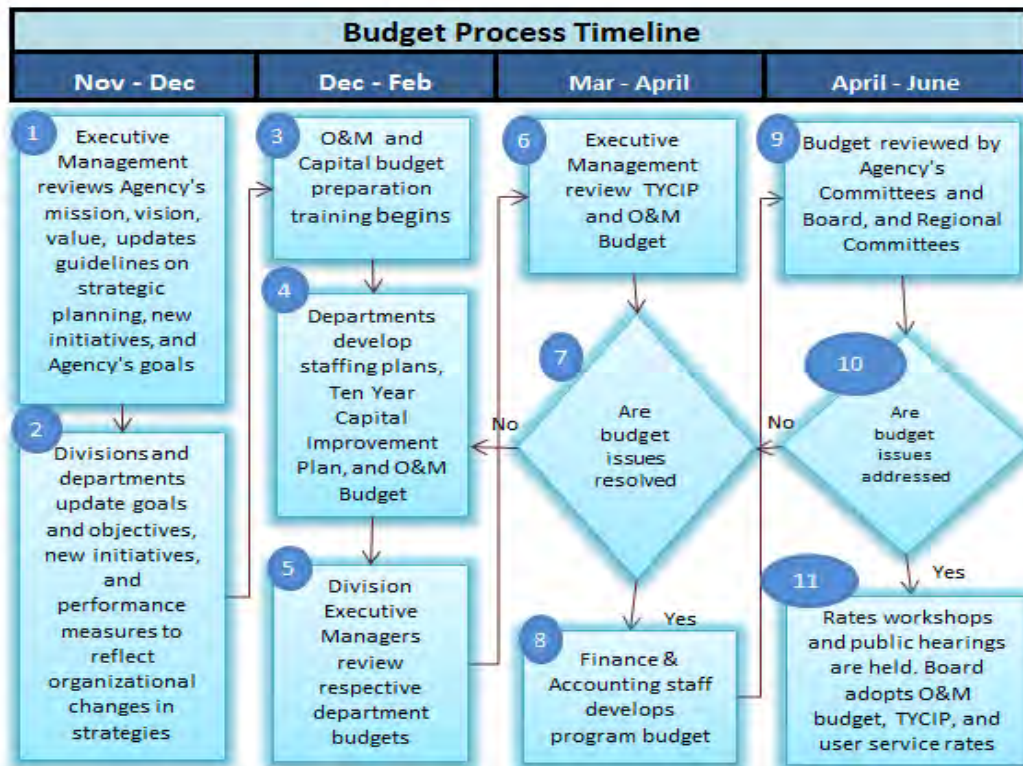 Budget Process Timeline
Nov - Dec
Dec - Feb
Mar - April
April - June
1
Executive
Management
reviews Agency's
mission, vision,
value, updates
guidelines on
strategic
planning, new
initiatives, and
Agency's goals
2
Divisions and
departments
update goals
and objectives,
new initiatives,
and
performance
measures to
reflect
organizational
changes in
strategies
3
O&M and
Capital budget
preparation
training begins
4
Departments
develop
staffing plans,
Ten Year
Capital
Improvement
Plan, and O&M
Budget
5
Division
Executive
Managers
review
respective
department
budgets
6
Executive
Management
review TYCIP
and O&M
Budget
7
Are
budget
issues
resolved
No
Yes
8
Finance &
Accounting staff
develops
program budget
9
Budget reviewed by
Agency's
Committees and
Board, and Regional
Committees
10
Are
budget
issues
addressed
No
Yes
11
Rates workshops
and public hearings
are held. Board
adopts O&M
budget, TYCIP, and
user service rates